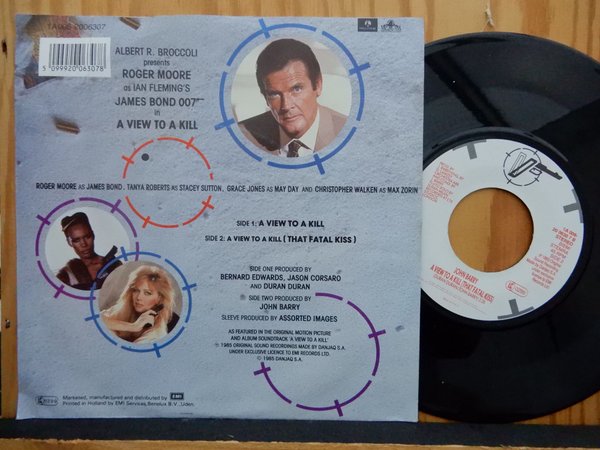 1A 006-2006307
5 099920 063078
ALBERT R. BROCCOLI
presents
ROGER MOORE
as IAN FLEMING'S
JAMES BOND 007
in
A VIEW TO A KILL
ROGER MOORE as JAMES BOND. TANYA ROBERTS as STACEY SUTTON, GRACE JONES as MAY DAY AND CHRISTOPHER WALKEN as MAX ZORIN
SIDE 1: A VIEW TO A KILL
SIDE 2: A VIEW TO A KILL (THAT FATAL KISS)
SIDE ONE PRODUCED BY
BERNARD EDWARDS, JASON CORSARO
AND DURAN DURAN
SIDE TWO PRODUCED BY
JOHN BARRY
SLEEVE PRODUCED BY ASSORTED IMAGES
AS FEATURED IN THE ORIGINAL MOTION PICTURE
AND ALBUM SOUNDTRACK 'A VIEW TO A KILL'
℗ 1985 ORIGINAL SOUND RECORDINGS MADE BY DANJAQ S.A.
UNDER EXCLUSIVE LICENCE TO EMI RECORDS LTD.
© 1985 DANJAQ S.A.
Marketed, manufactured and distributed by EMI
Printed in Holland by EMI Services, Benelux B.V., Uden.
JOHN BARRY
A VIEW TO A KILL (THAT FATAL KISS)